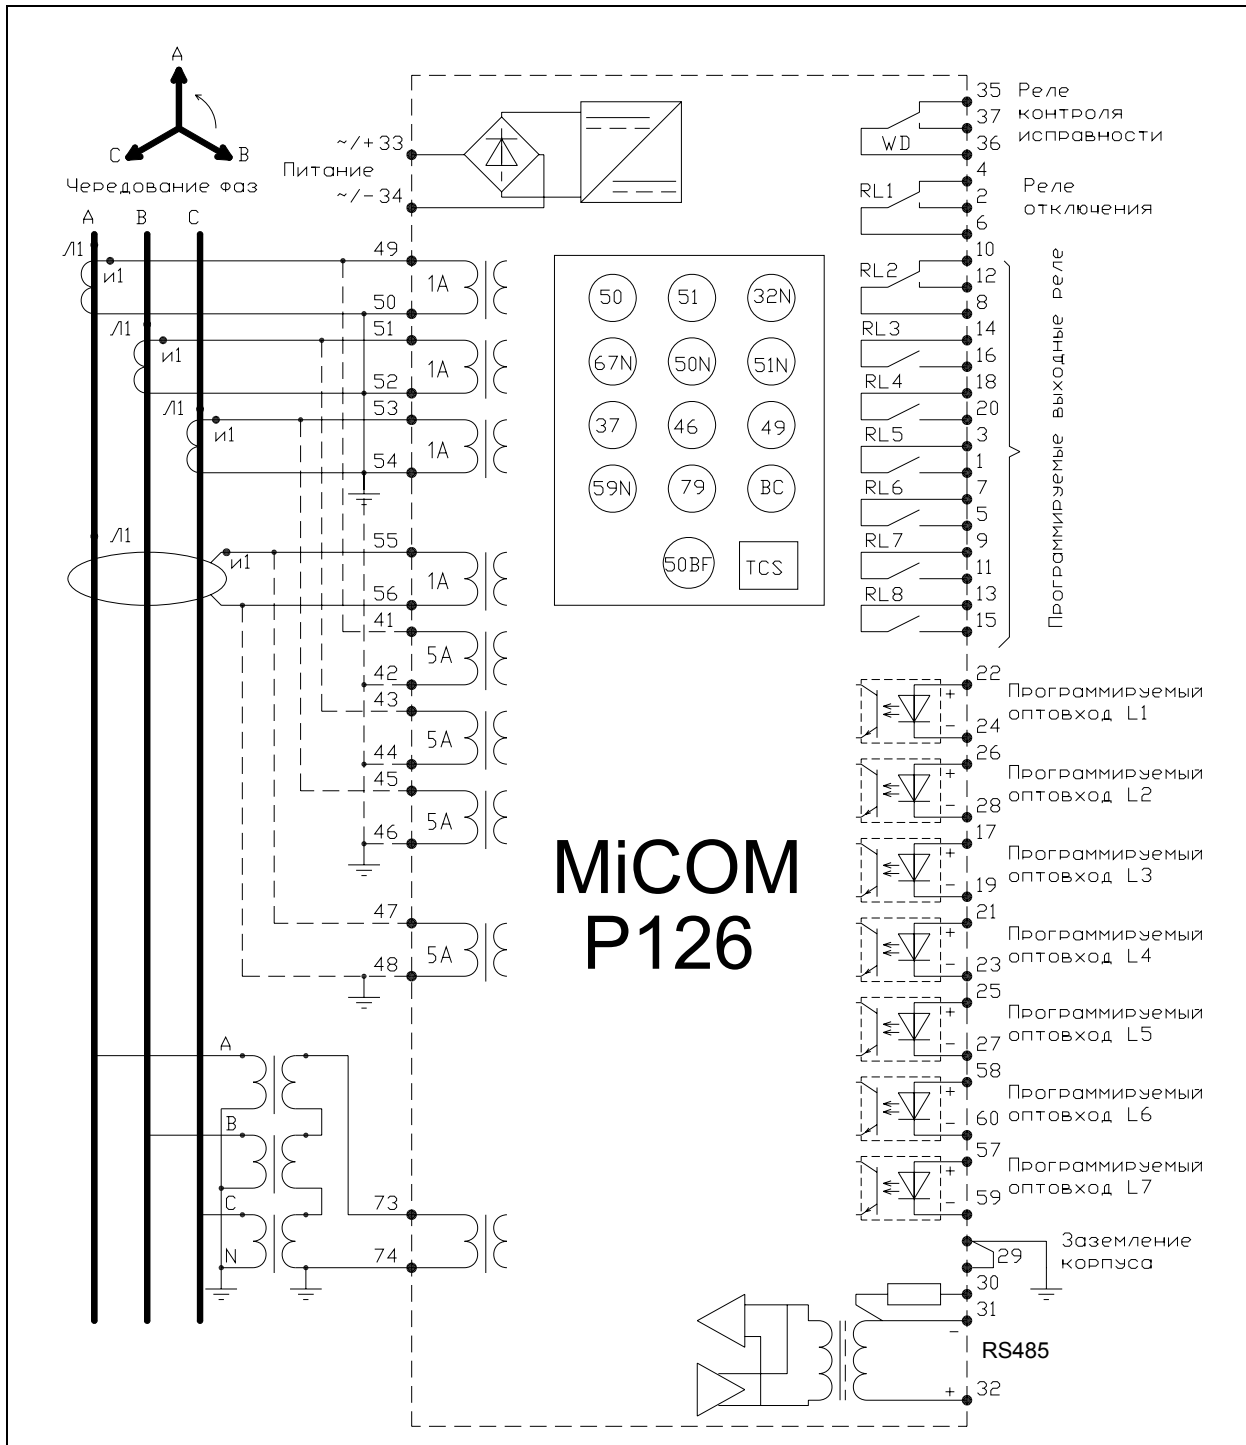 A
C
B
Чередование фаз
A
B
C
Л1
и1
Л1
и1
Л1
и1
Л1
и1
~/+33
Питание
~/-34
49
1A
50
51
1A
52
53
1A
54
55
1A
56
41
5A
42
43
5A
44
45
5A
46
47
5A
48
A
B
C
N
73
74
50
51
32N
67N
50N
51N
37
46
49
59N
79
BC
50BF
TCS
MiCOM
P126
35
37
36
WD
Реле
контроля
исправности
4
2
6
RL1
Реле
отключения
10
12
8
RL2
14
16
RL3
18
20
RL4
3
1
RL5
7
5
RL6
9
11
RL7
13
15
RL8
Программируемые выходные реле
22
+
-
24
Программируемый
оптовход L1
26
+
-
28
Программируемый
оптовход L2
17
+
-
19
Программируемый
оптовход L3
21
+
-
23
Программируемый
оптовход L4
25
+
-
27
Программируемый
оптовход L5
58
+
-
60
Программируемый
оптовход L6
57
+
-
59
Программируемый
оптовход L7
29
Заземление
корпуса
30
31
-
RS485
+
32